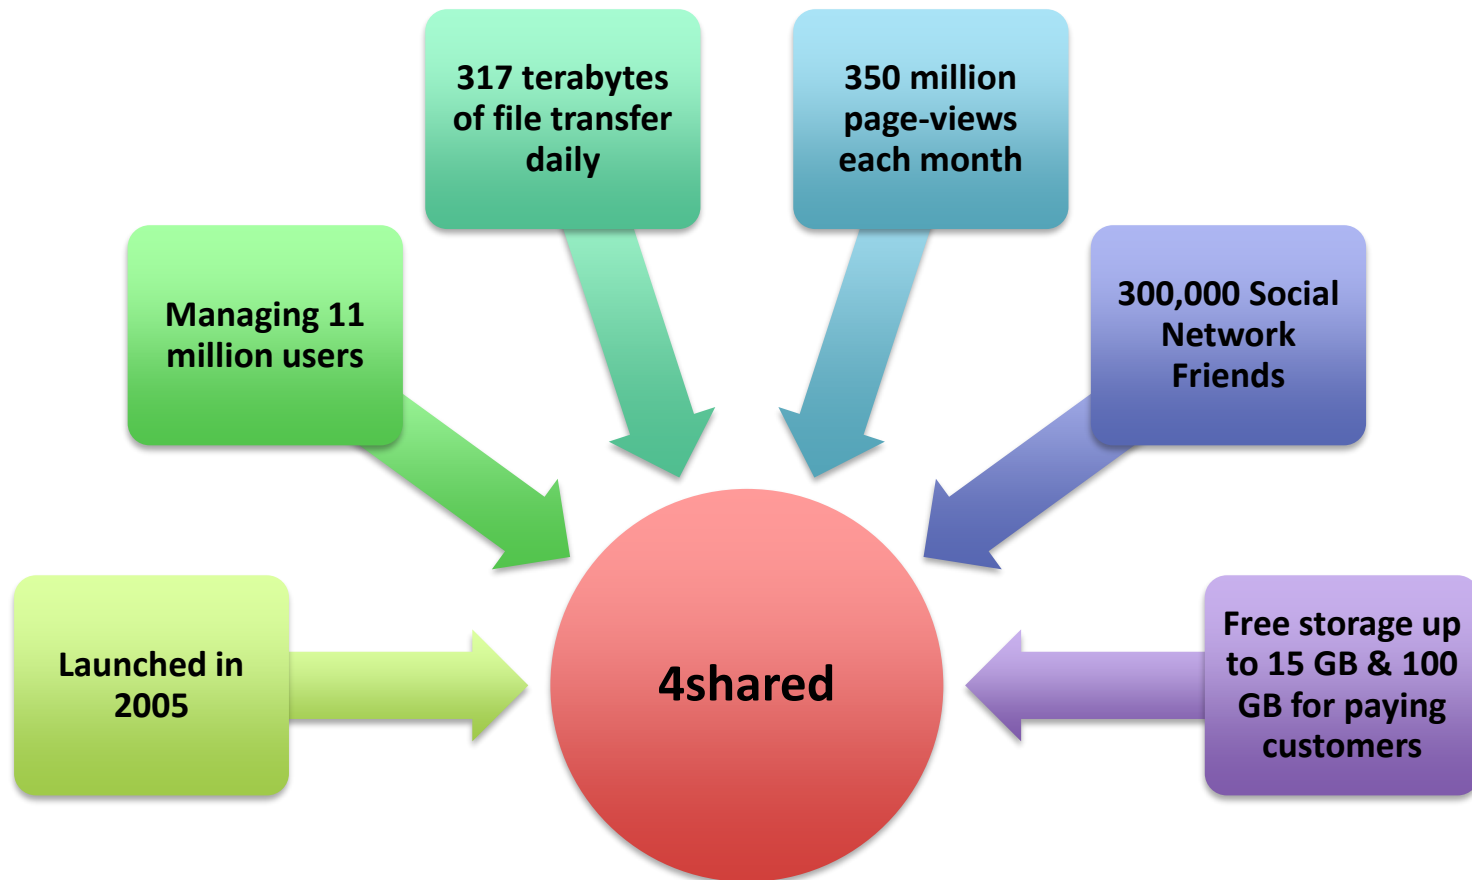 317 terabytes
of file transfer
daily
350 million
page-views
each month
Managing 11
million users
300,000 Social
Network
Friends
Launched in
2005
4shared
Free storage up
to 15 GB & 100
GB for paying
customers